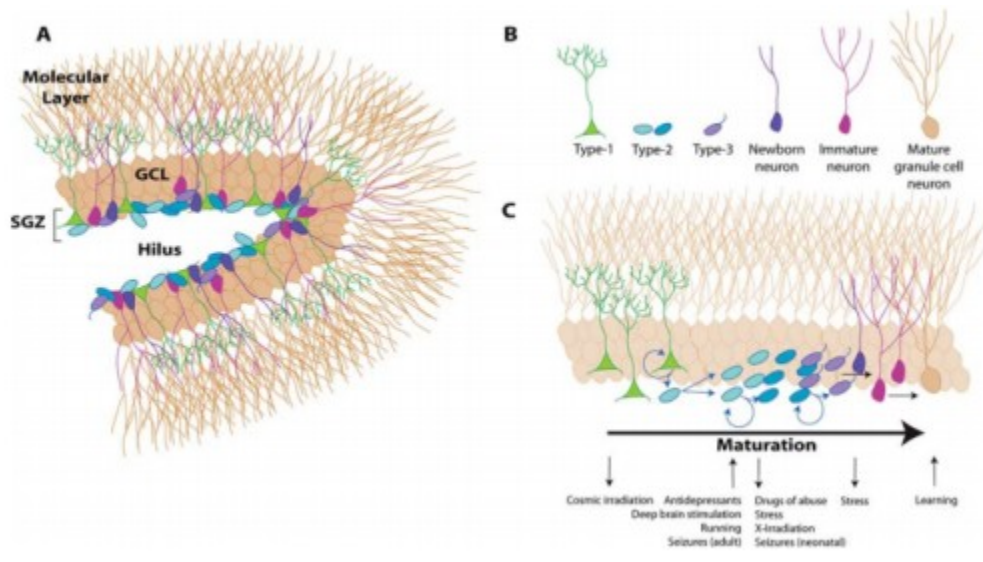 A
Molecular
Layer
GCL
SGZ
Hilus
B
Type-1
Type-2
Type-3
Newborn
neuron
Immature
neuron
Mature
granule cell
neuron
C
Maturation
Cosmic irradiation
Antidepressants
Deep brain stimulation
Running
Seizures (adult)
Drugs of abuse
Stress
X-Irradiation
Seizures (neonatal)
Stress
Learning